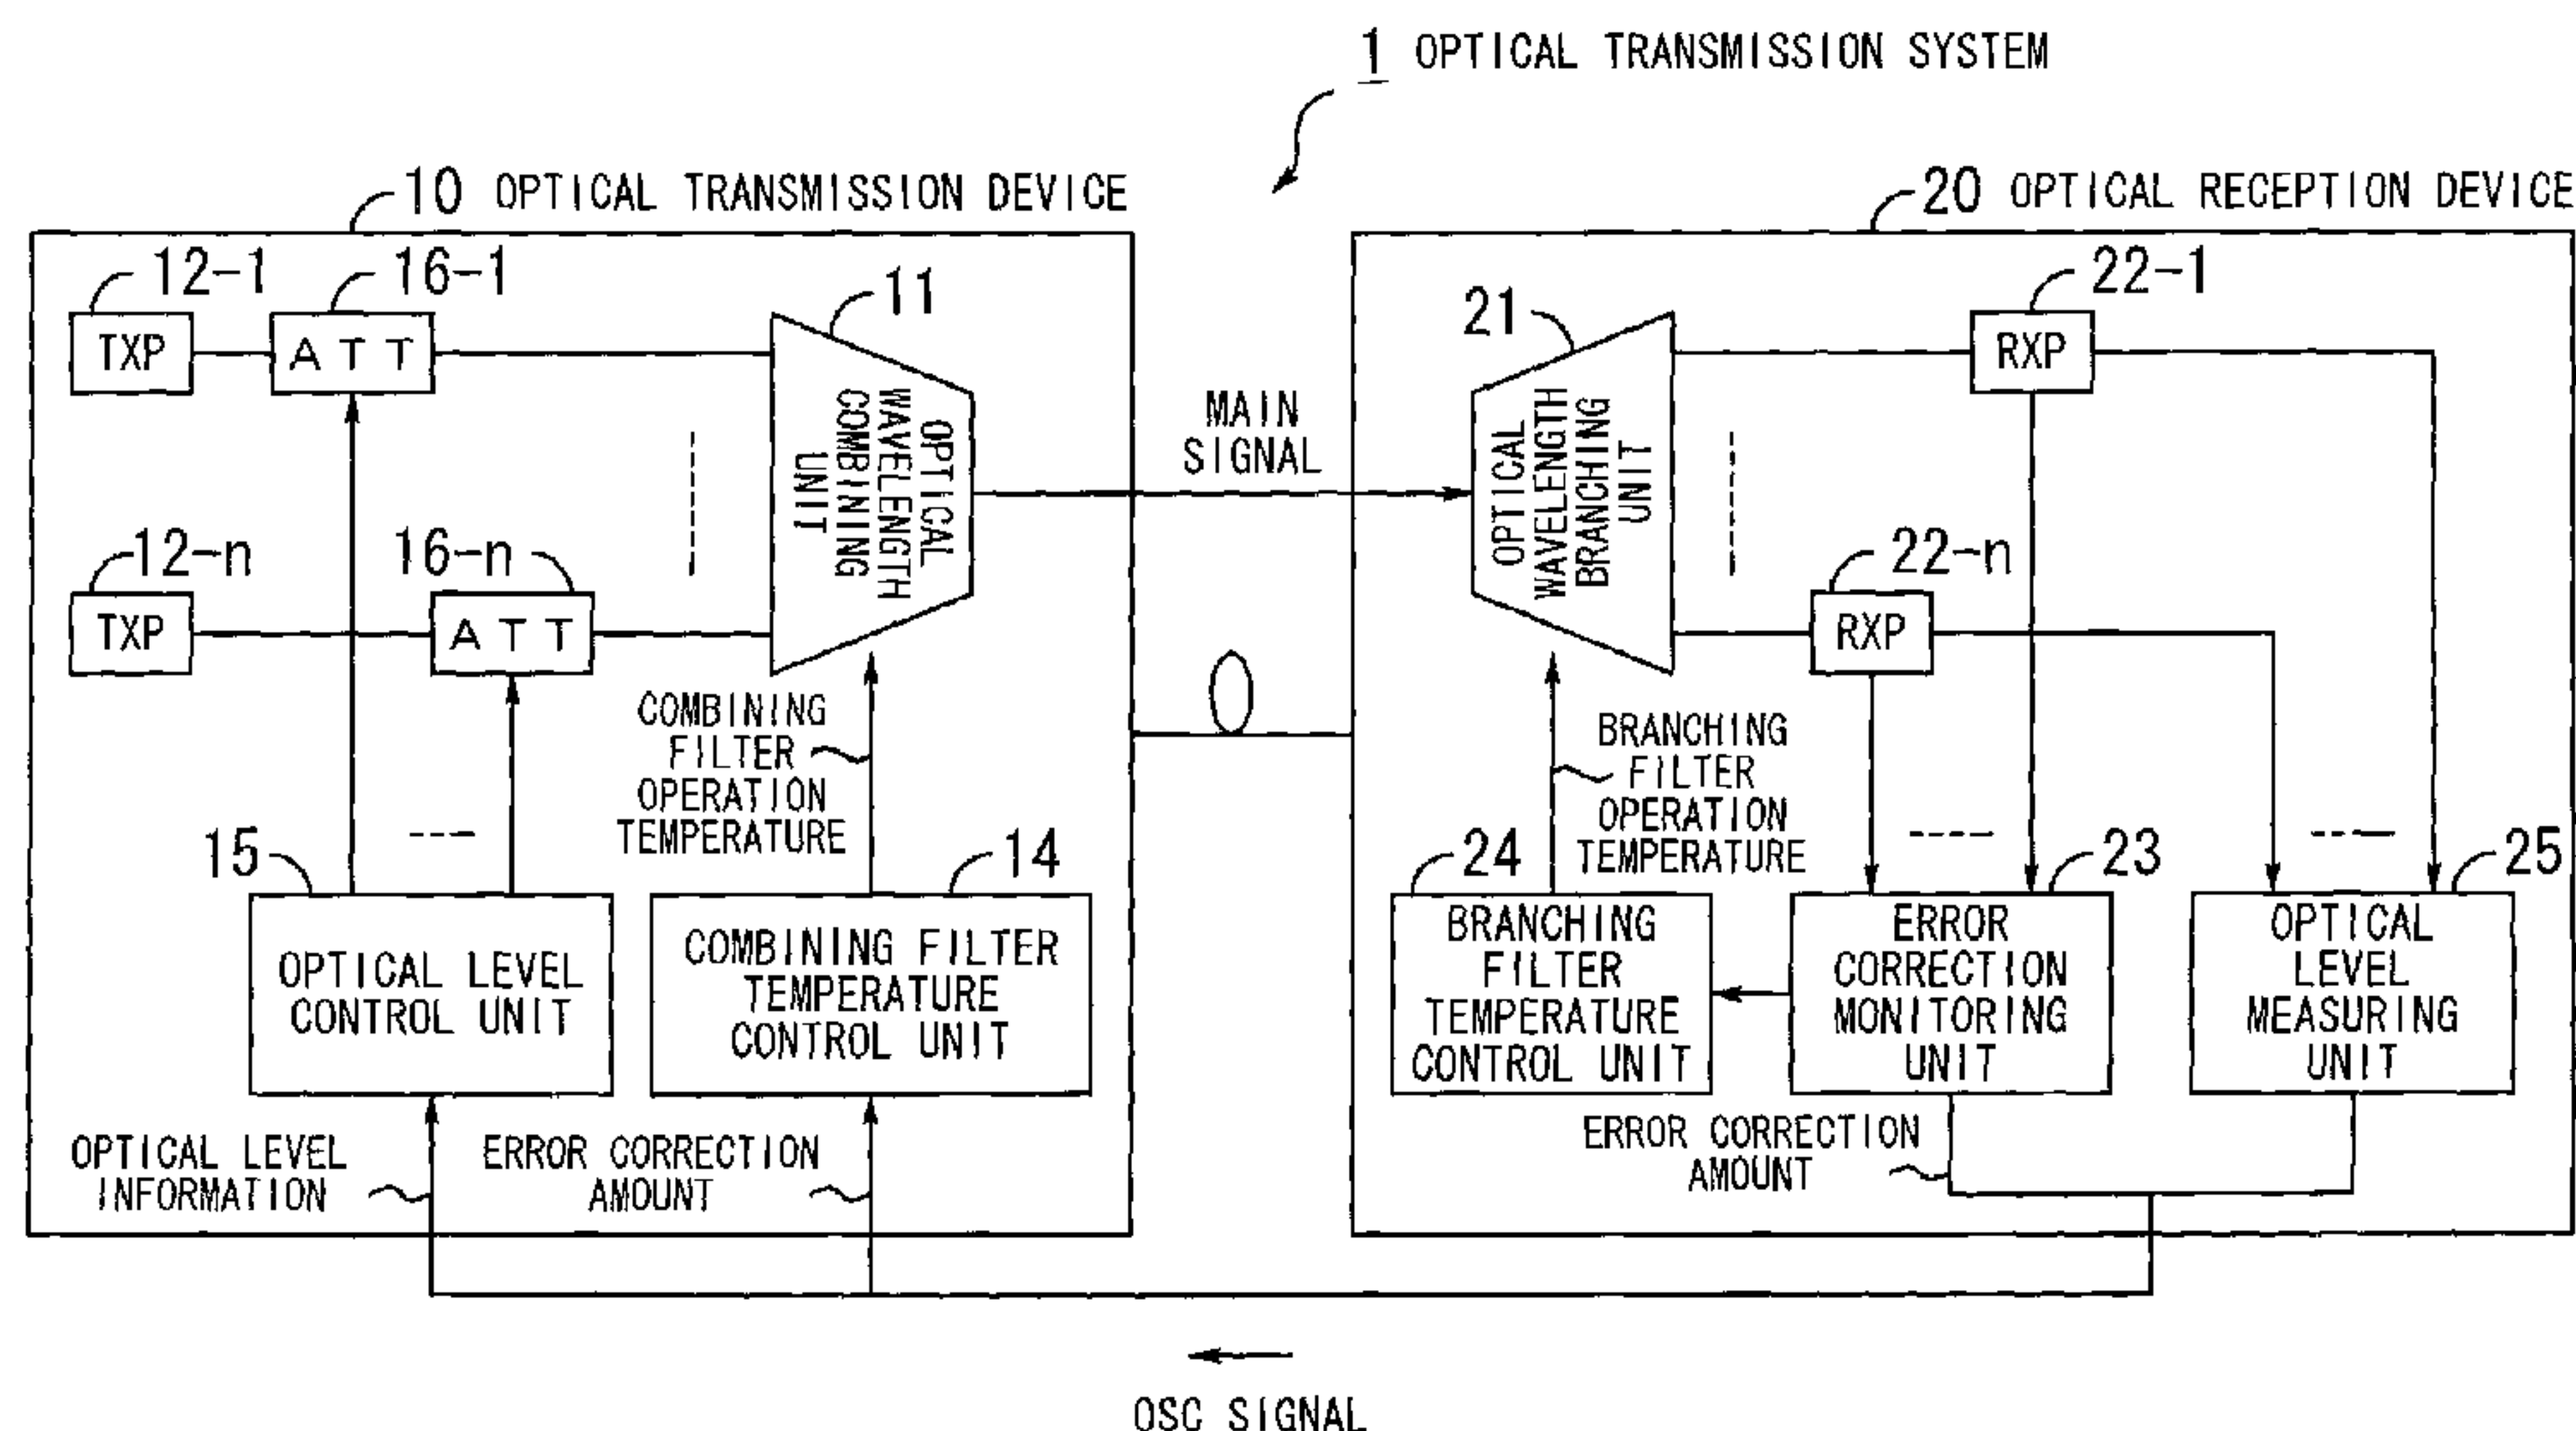 1 OPTICAL TRANSMISSION SYSTEM
10 OPTICAL TRANSMISSION DEVICE
20 OPTICAL RECEPTION DEVICE
12-1
16-1
11
TXP
ATT
OPTICAL
WAVELENGTH
COMBINING
UNIT
12-n
16-n
TXP
ATT
MAIN
SIGNAL
21
22-1
RXP
OPTICAL
WAVELENGTH
BRANCHING
UNIT
22-n
RXP
COMBINING
FILTER
OPERATION
TEMPERATURE
BRANCHING
FILTER
OPERATION
TEMPERATURE
15
OPTICAL LEVEL
CONTROL UNIT
14
COMBINING FILTER
TEMPERATURE
CONTROL UNIT
24
BRANCHING
FILTER
TEMPERATURE
CONTROL UNIT
23
ERROR
CORRECTION
MONITORING
UNIT
25
OPTICAL
LEVEL
MEASURING
UNIT
OPTICAL LEVEL
INFORMATION
ERROR CORRECTION
AMOUNT
ERROR CORRECTION
AMOUNT
OSC SIGNAL